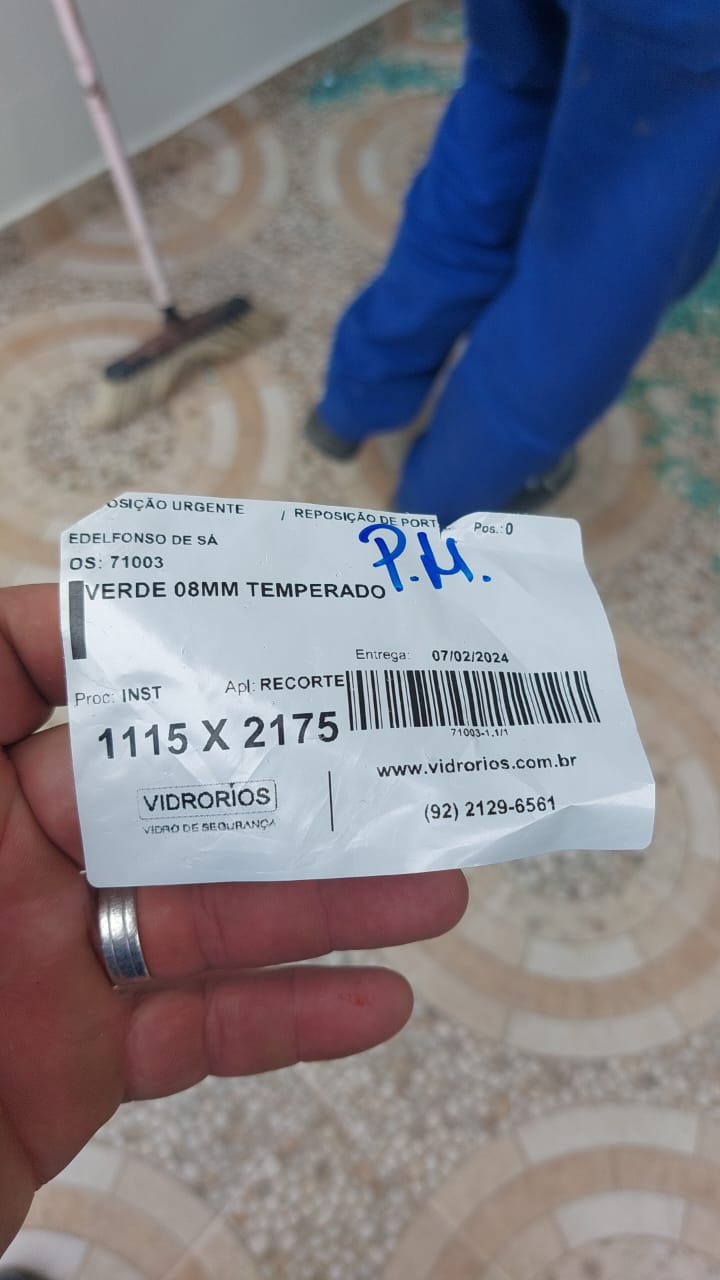 OSIÇÃO URGENTE / REPOSIÇÃO DE PORT Pos.: 0
EDELFONSO DE SÁ
P.M.
OS: 71003
VERDE 08MM TEMPERADO
Entrega: 07/02/2024
Proc: INST Apl: RECORTE
71003-1,1/1
1115 X 2175
www.vidrorios.com.br
VIDRORIOS
VIDRO DE SEGURANÇA
(92) 2129-6561